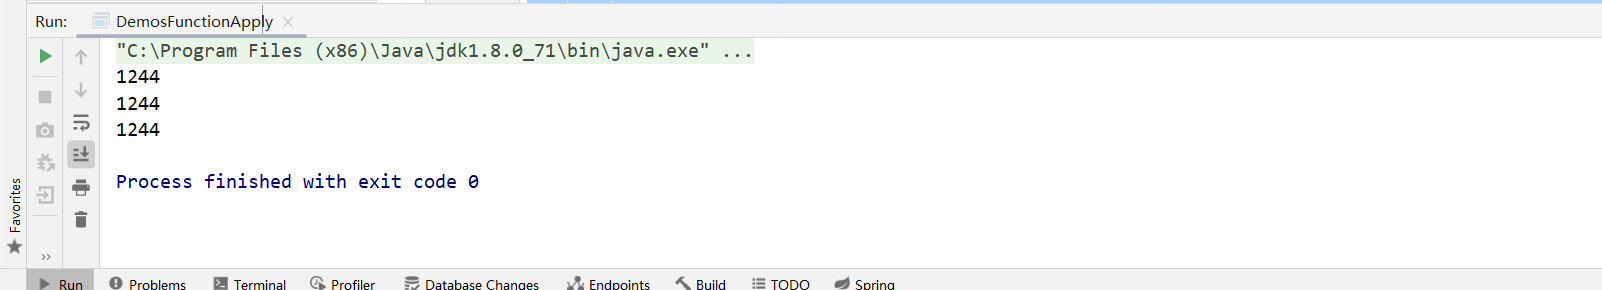 Run: DemosFunctionApply
"C:\Program Files (x86)\Java\jdk1.8.0_71\bin\java.exe" ...
1244
1244
1244
Process finished with exit code 0
Favorites
Run Problems Terminal Profiler Database Changes Endpoints Build TODO Spring